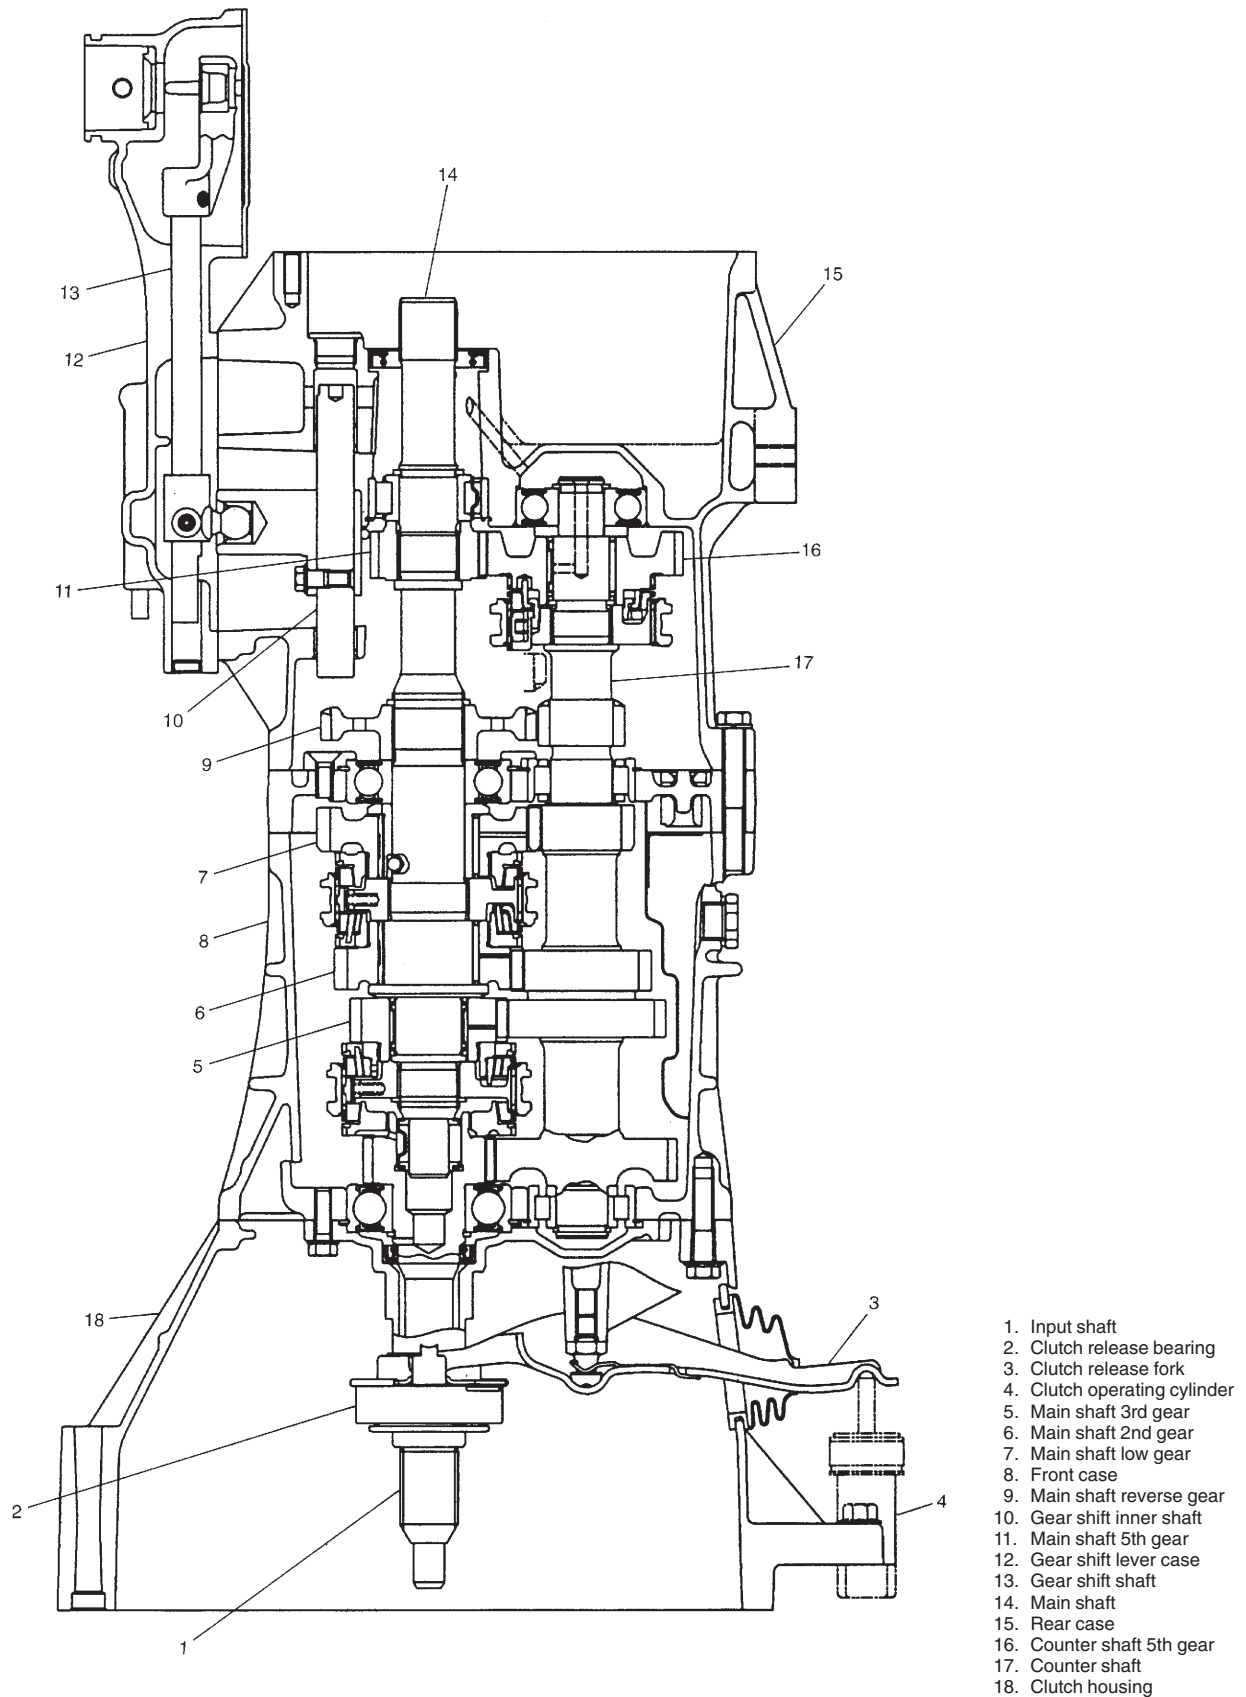 14
15
13
12
16
11
17
10
9
7
8
6
5
3
18
2
4
1
1. Input shaft
2. Clutch release bearing
3. Clutch release fork
4. Clutch operating cylinder
5. Main shaft 3rd gear
6. Main shaft 2nd gear
7. Main shaft low gear
8. Front case
9. Main shaft reverse gear
10. Gear shift inner shaft
11. Main shaft 5th gear
12. Gear shift lever case
13. Gear shift shaft
14. Main shaft
15. Rear case
16. Counter shaft 5th gear
17. Counter shaft
18. Clutch housing